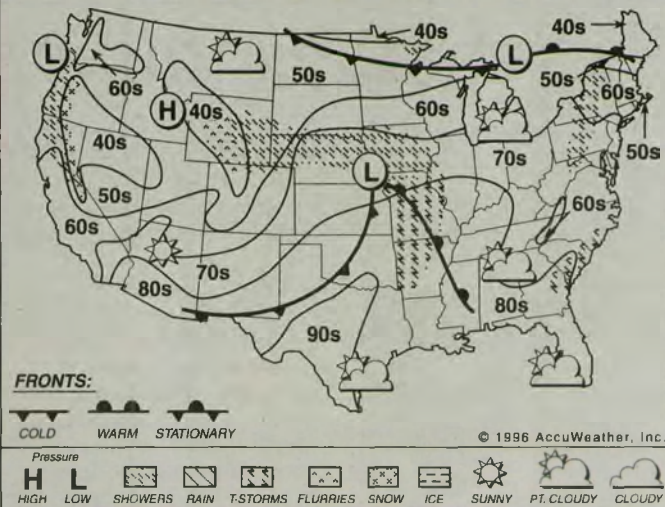 L
40s
40s
L
60s
50s
50s
60s
60s
H
40s
50s
40s
70s
L
50s
60s
60s
70s
80s
80s
90s
FRONTS:
COLD WARM STATIONARY
© 1996 AccuWeather, Inc.
Pressure
H L
HIGH LOW SHOWERS RAIN T-STORMS FLURRIES SNOW ICE SUNNY PT. CLOUDY CLOUDY